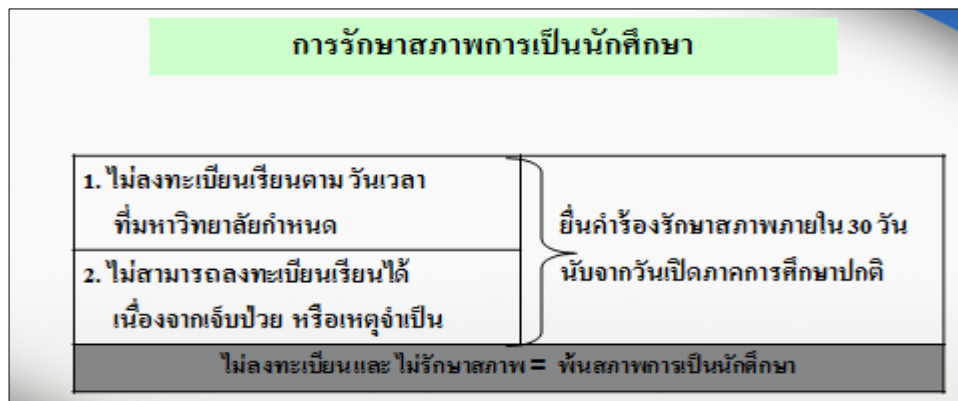 การรักษาสภาพการเป็นนักศึกษา
1. ไม่ลงทะเบียนเรียนตาม วันเวลา
ที่มหาวิทยาลัยกำหนด
2. ไม่สามารถลงทะเบียนเรียนได้
เนื่องจากเจ็บป่วย หรือเหตุจำเป็น
ยื่นคำร้องรักษาสภาพภายใน 30 วัน
นับจากวันเปิดภาคการศึกษาปกติ
ไม่ลงทะเบียนและ ไม่รักษาสภาพ = พ้นสภาพการเป็นนักศึกษา